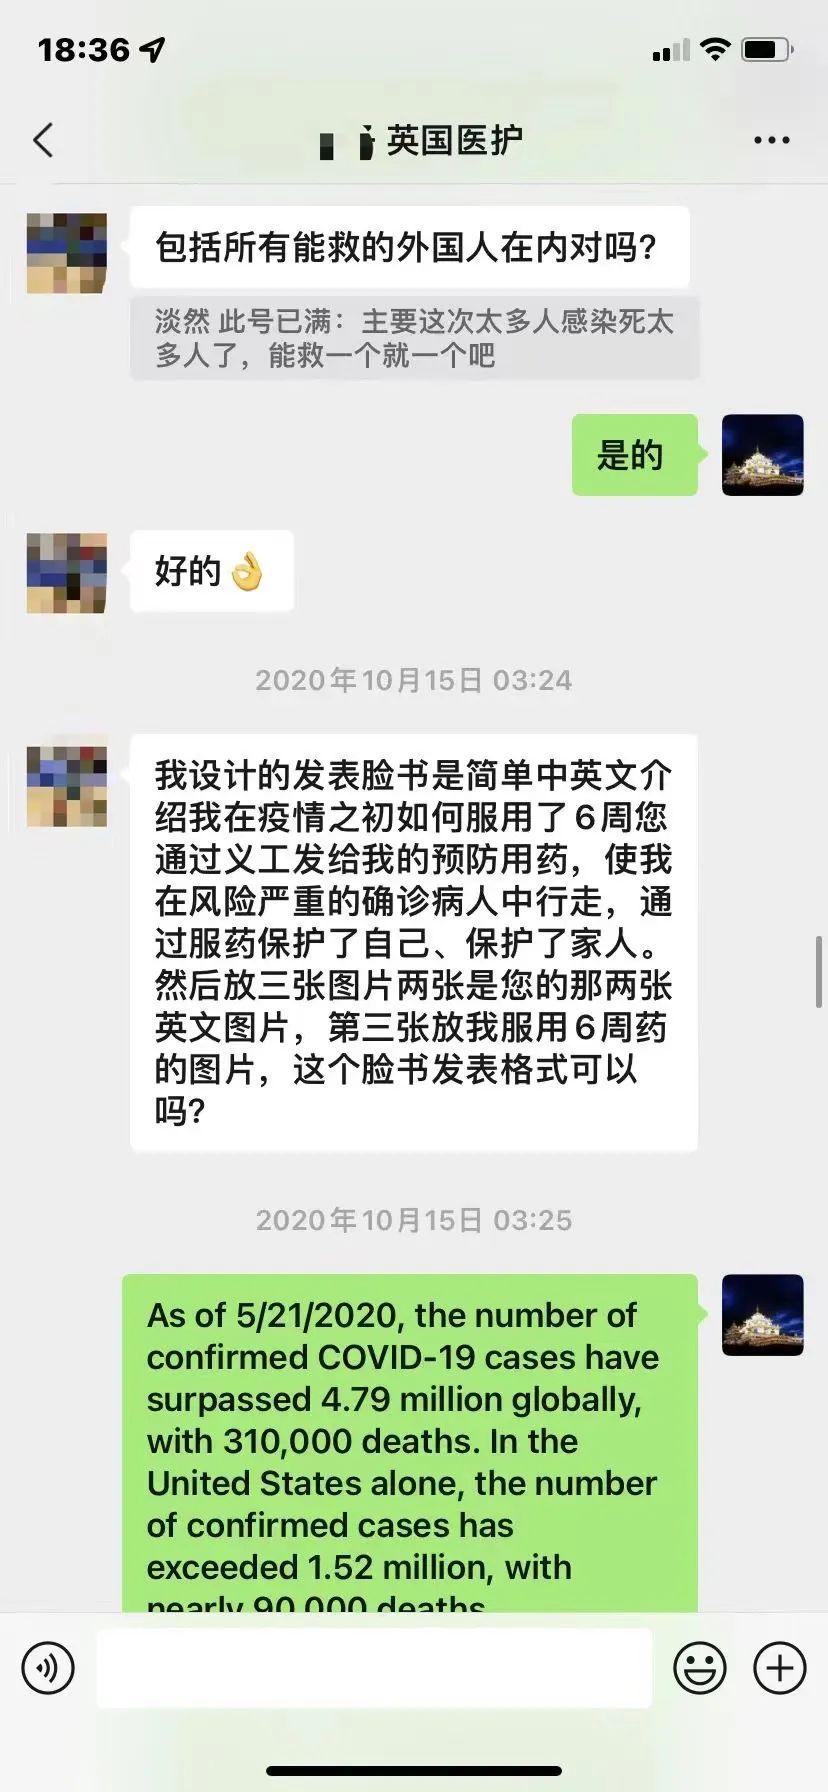 18:36
英国医护
包括所有能救的外国人在内对吗?
淡然 此号已满：主要这次太多人感染死太
多人了，能救一个就一个吧
是的
好的👌
2020年10月15日 03:24
我设计的发表脸书是简单中英文介
绍我在疫情之初如何服用了6周您
通过义工发给我的预防用药，使我
在风险严重的确诊病人中行走，通
过服药保护了自己、保护了家人。
然后放三张图片两张是您的那两张
英文图片，第三张放我服用6周药
的图片，这个脸书发表格式可以
吗?
2020年10月15日 03:25
As of 5/21/2020, the number of
confirmed COVID-19 cases have
surpassed 4.79 million globally,
with 310,000 deaths. In the
United States alone, the number
of confirmed cases has
exceeded 1.52 million, with
nearly 90,000 deaths